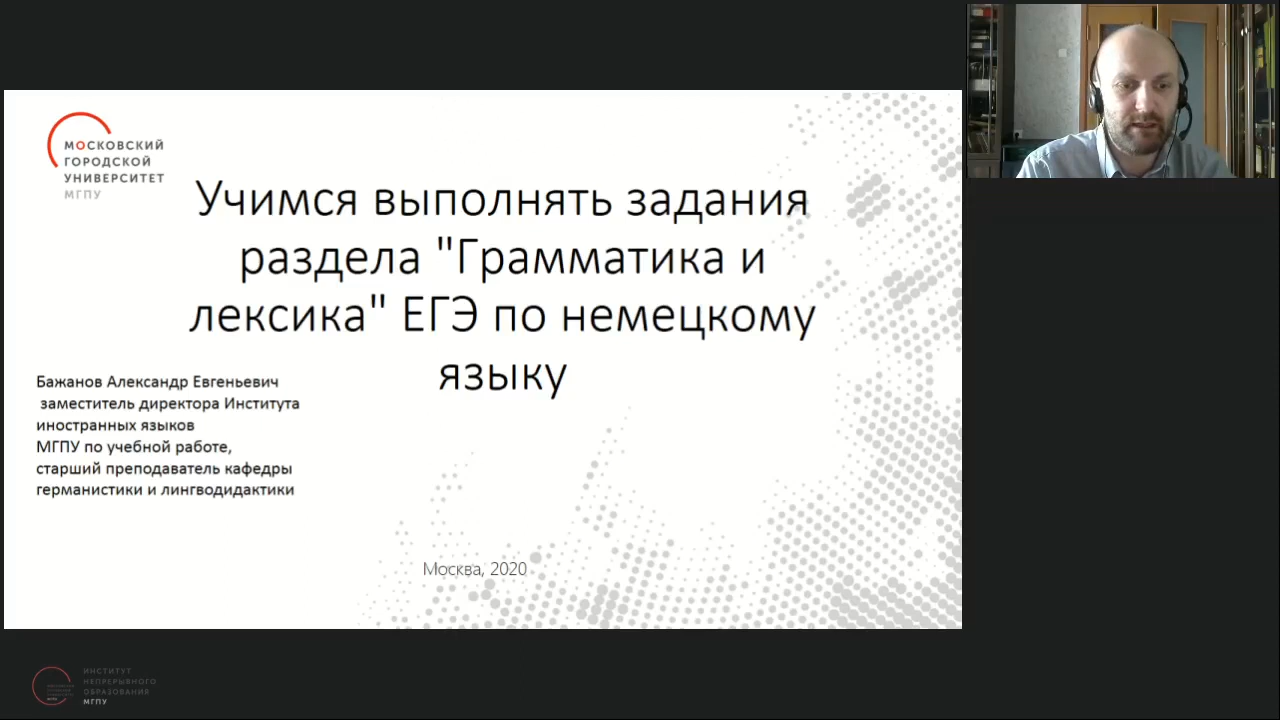 МОСКОВСКИЙ
ГОРОДСКОЙ
УНИВЕРСИТЕТ
МГПУ
Учимся выполнять задания
раздела "Грамматика и
лексика" ЕГЭ по немецкому
языку
Бажанов Александр Евгеньевич
заместитель директора Института
иностранных языков
МГПУ по учебной работе,
старший преподаватель кафедры
германистики и лингводидактики
Москва, 2020
ИНСТИТУТ
НЕПРЕРЫВНОГО
ОБРАЗОВАНИЯ
МГПУ